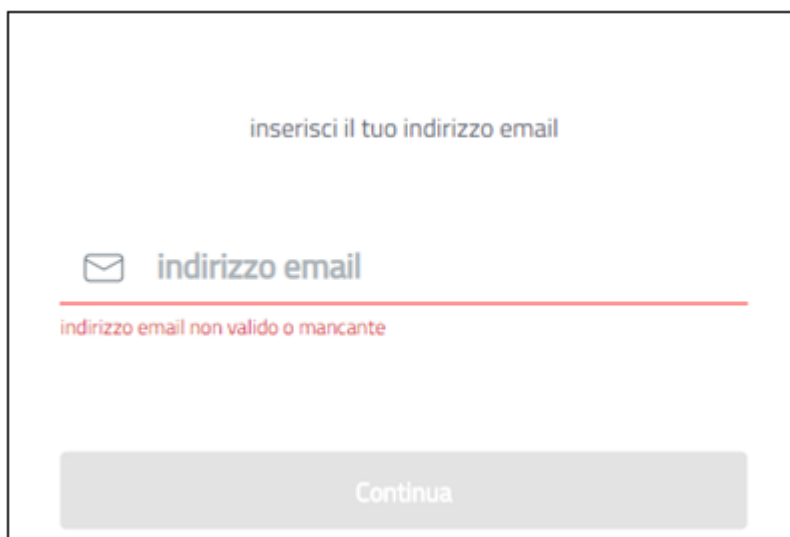 inserisci il tuo indirizzo email
indirizzo email
indirizzo email non valido o mancante
Continua